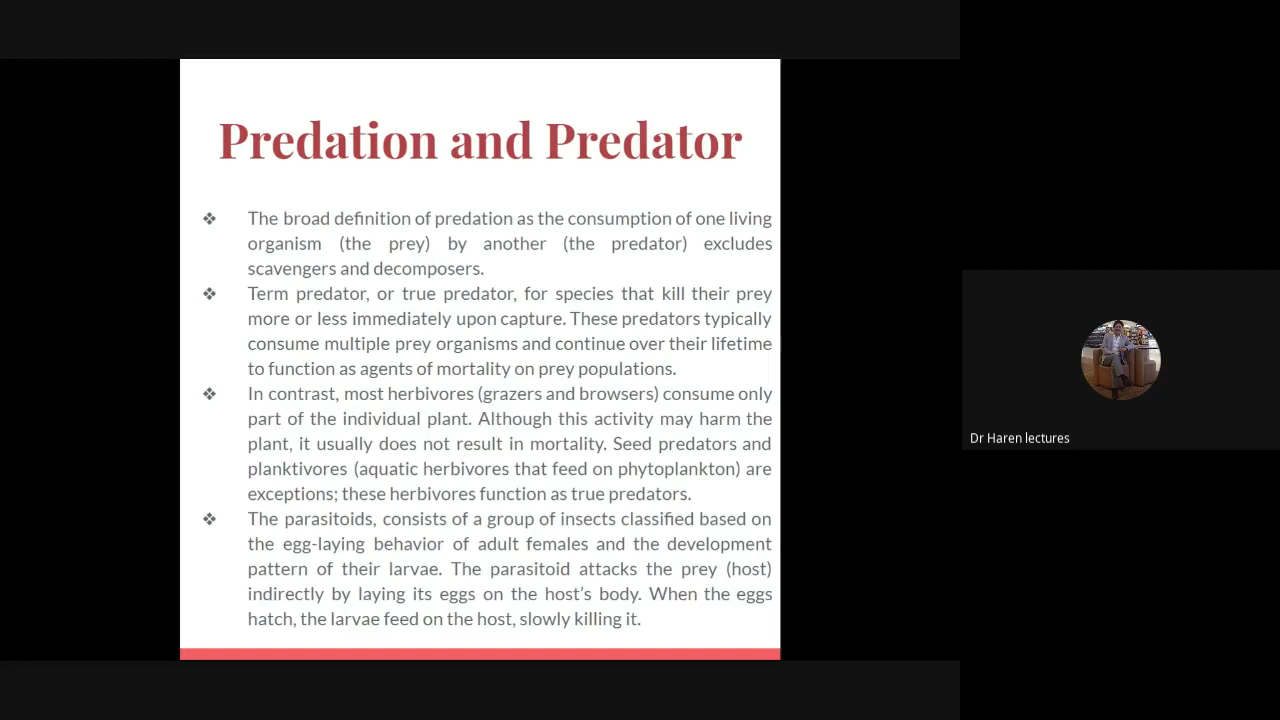 Predation and Predator
❖ The broad definition of predation as the consumption of one living
organism (the prey) by another (the predator) excludes
scavengers and decomposers.
❖ Term predator, or true predator, for species that kill their prey
more or less immediately upon capture. These predators typically
consume multiple prey organisms and continue over their lifetime
to function as agents of mortality on prey populations.
❖ In contrast, most herbivores (grazers and browsers) consume only
part of the individual plant. Although this activity may harm the
plant, it usually does not result in mortality. Seed predators and
planktivores (aquatic herbivores that feed on phytoplankton) are
exceptions; these herbivores function as true predators.
❖ The parasitoids, consists of a group of insects classified based on
the egg-laying behavior of adult females and the development
pattern of their larvae. The parasitoid attacks the prey (host)
indirectly by laying its eggs on the host’s body. When the eggs
hatch, the larvae feed on the host, slowly killing it.
Dr Haren lectures